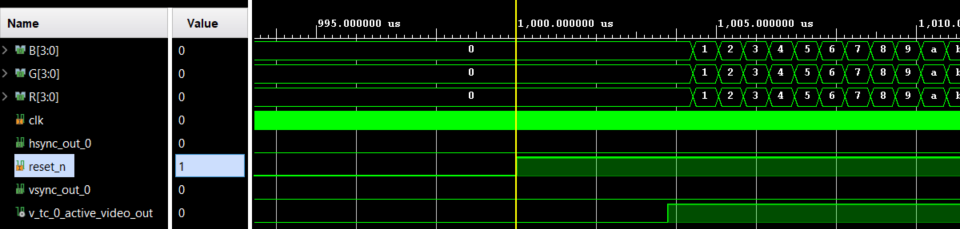 Name Value 995.000000 us 1,000.000000 us 1,005.000000 us 1,010.
B[3:0] 0 0 1 2 3 4 5 6 7 8 9 a b
G[3:0] 0 0 1 2 3 4 5 6 7 8 9 a b
R[3:0] 0 0 1 2 3 4 5 6 7 8 9 a b
clk 0
hsync_out_0 0
reset_n 1
vsync_out_0 0
v_tc_0_active_video_out 0